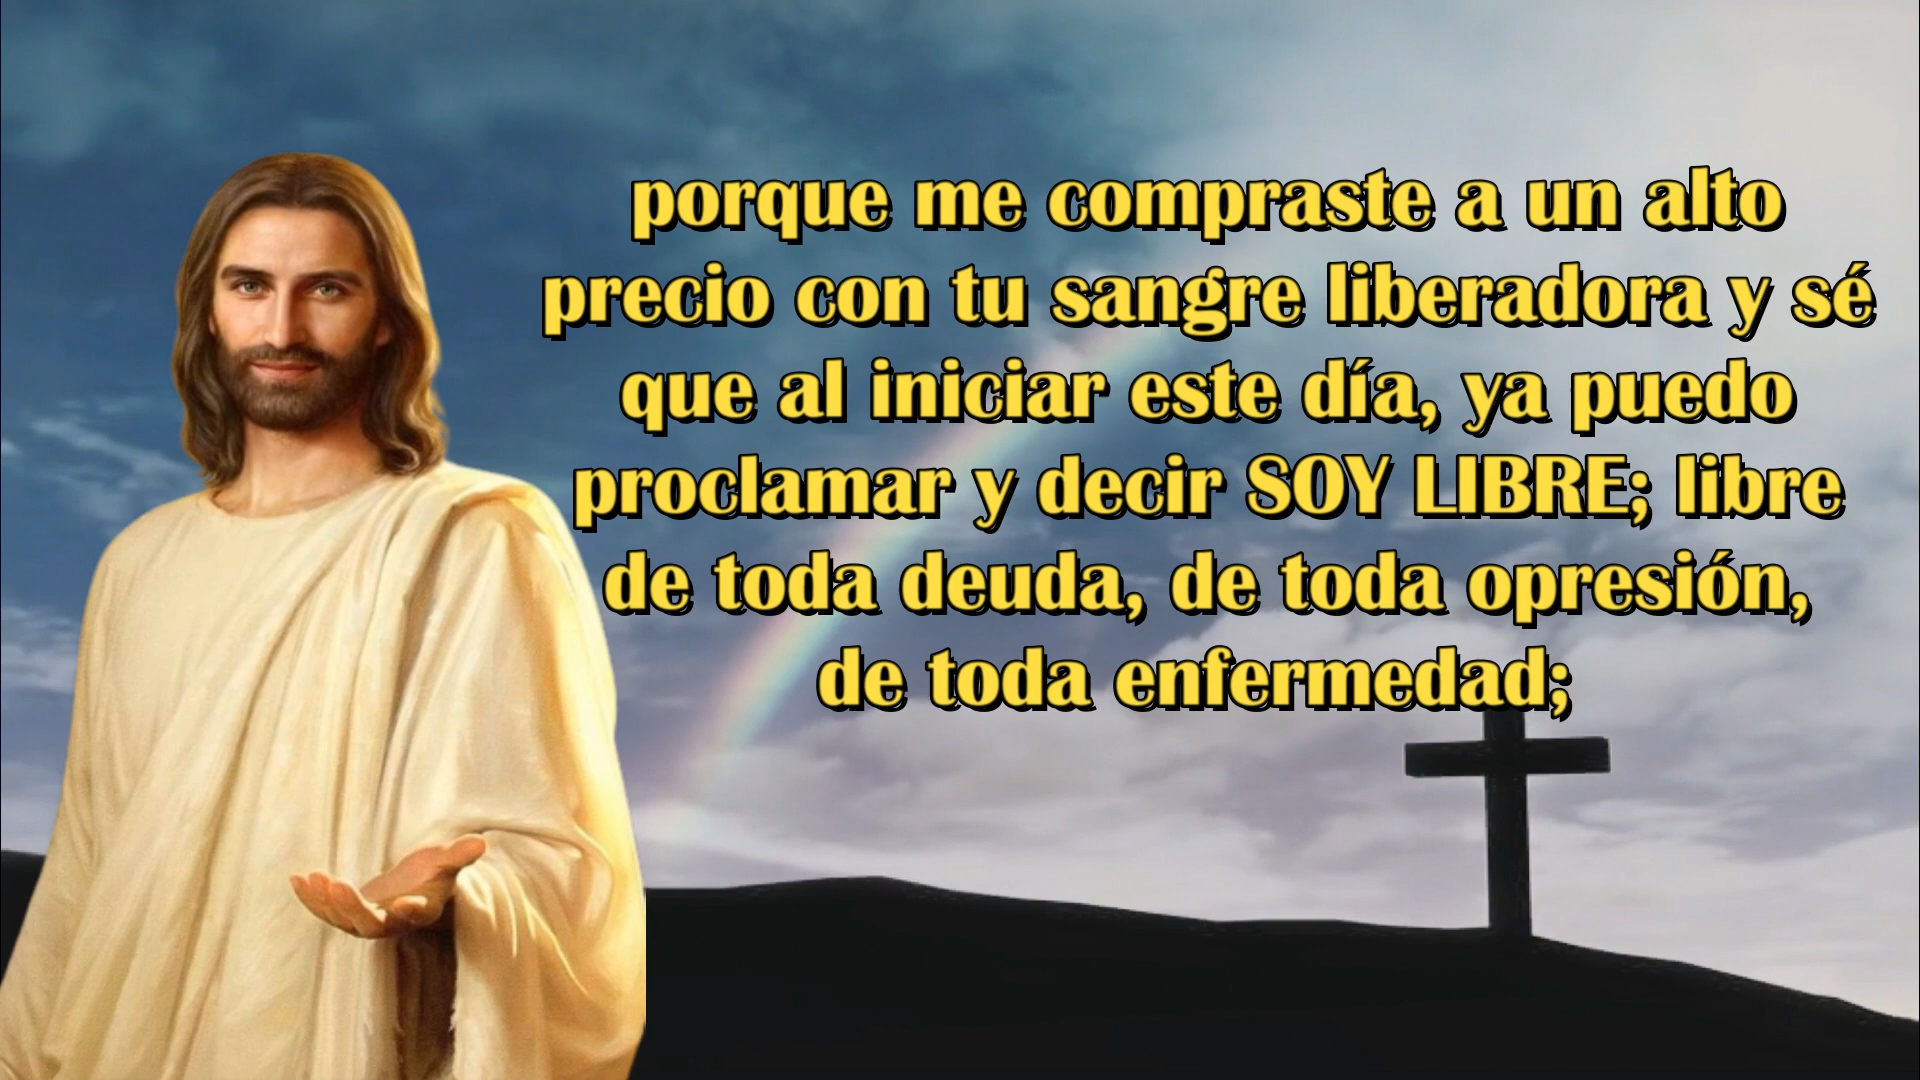 porque me compraste a un alto
precio con tu sangre liberadora y sé
que al iniciar este día, ya puedo
proclamar y decir SOY LIBRE; libre
de toda deuda, de toda opresión,
de toda enfermedad;